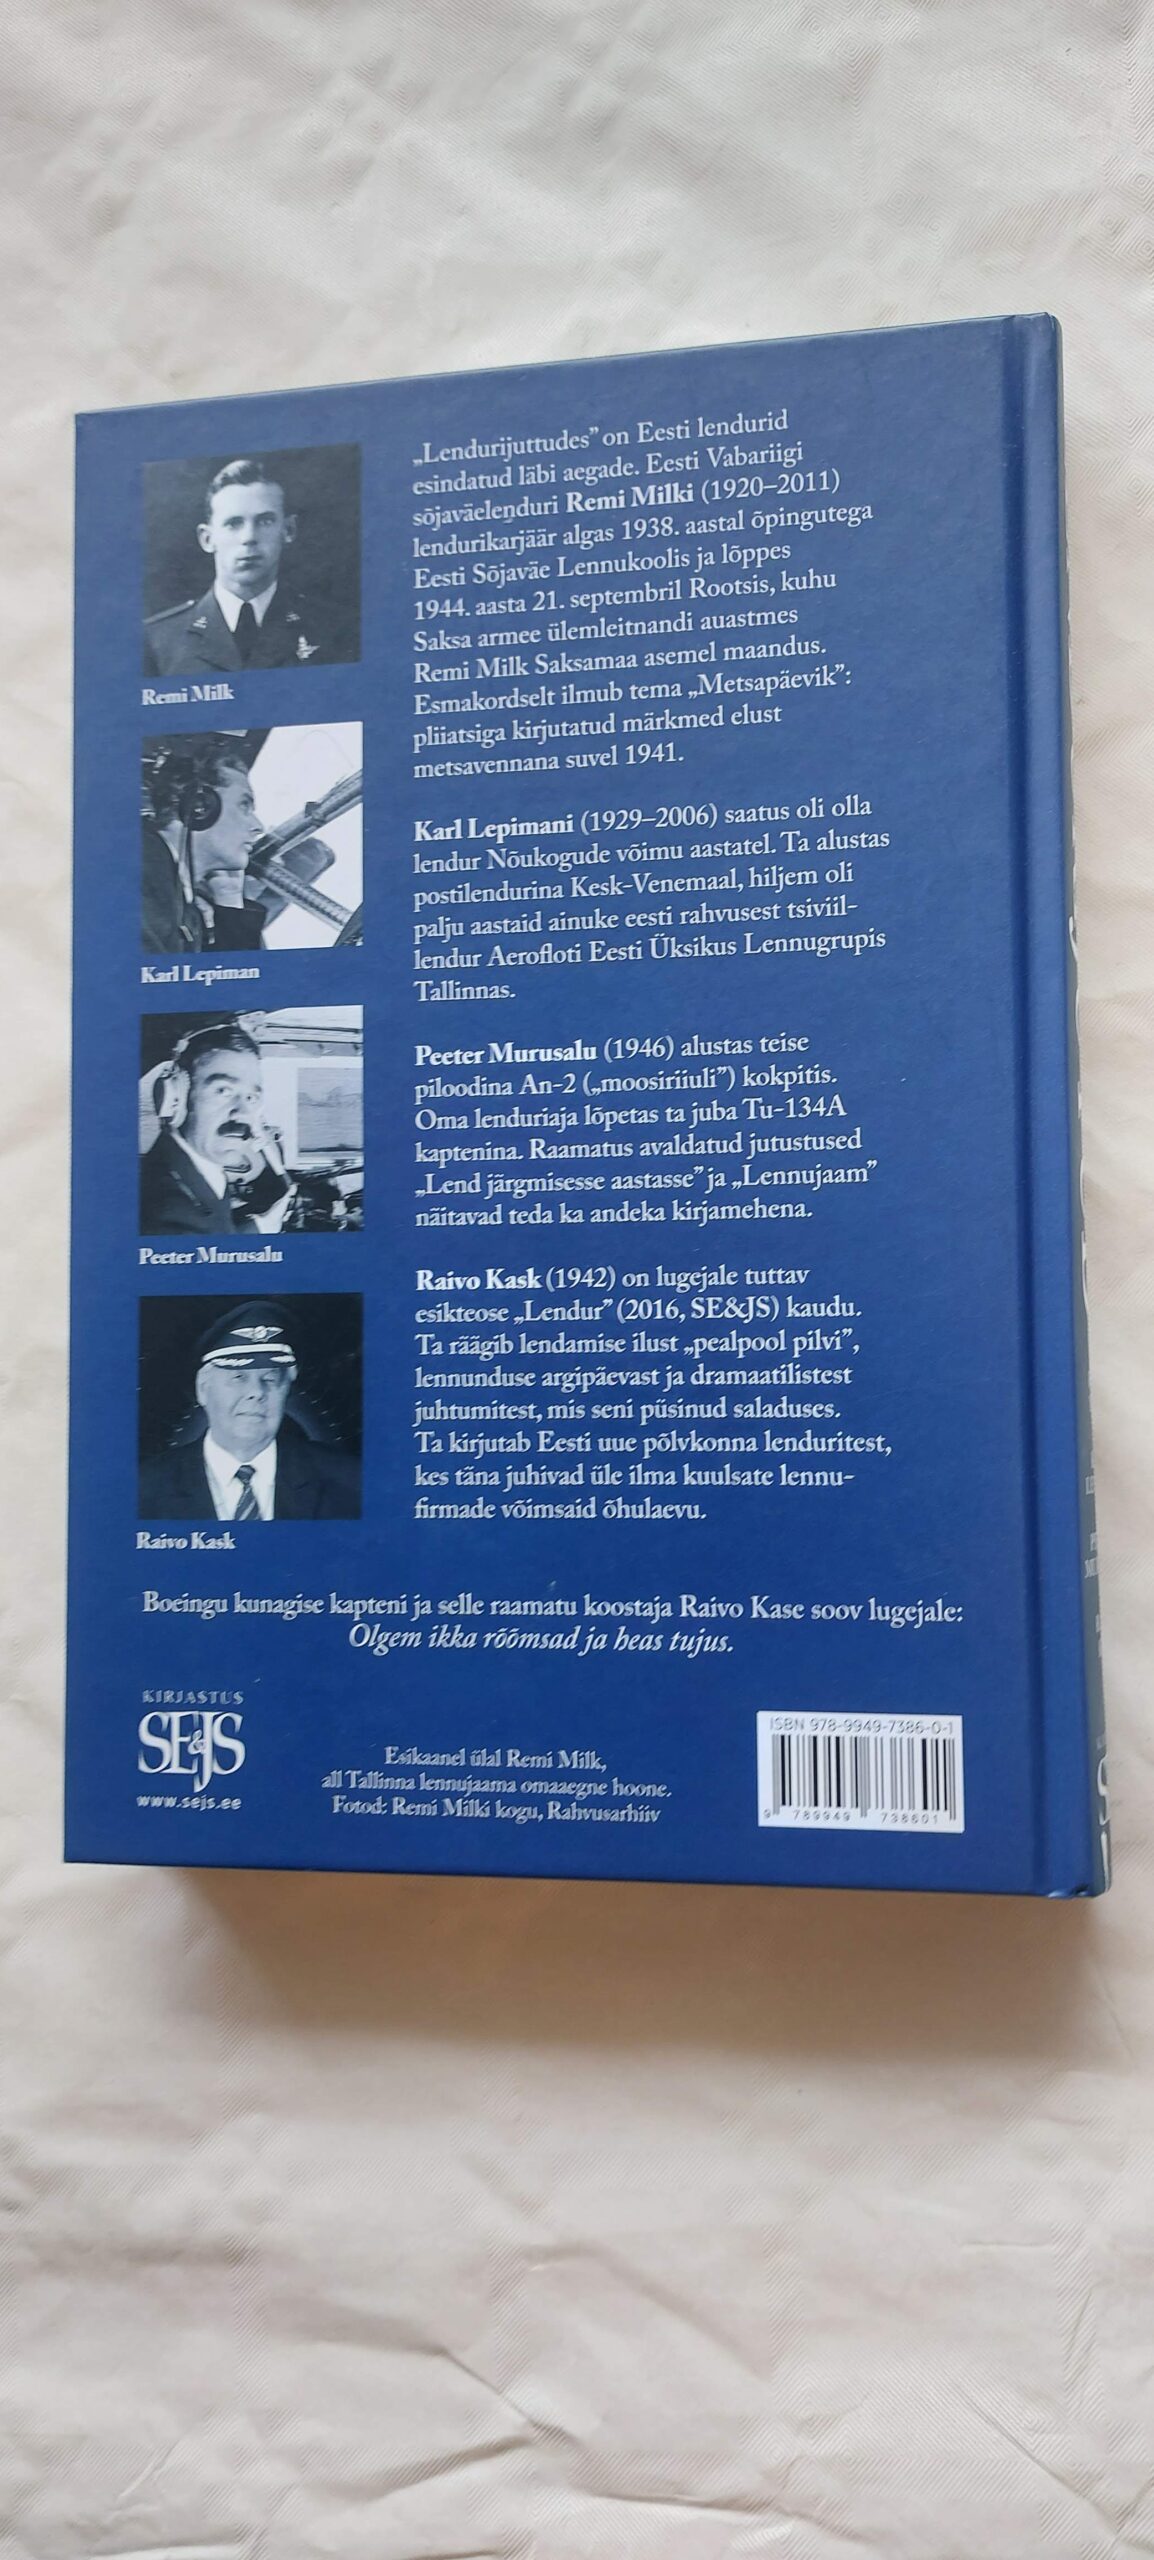 „Lendurijuttudes” on Eesti lendurid
esindatud läbi aegade. Eesti Vabariigi
sõjaväelenduri Remi Milki (1920–2011)
lendurikarjäär algas 1938. aastal õpingutega
Eesti Sõjaväe Lennukoolis ja lõppes
1944. aasta 21. septembril Rootsis, kuhu
Saksa armee ülemleitnandi auastmes
Remi Milk Saksamaa asemel maandus.
Esmakordselt ilmub tema „Metsapäevik”:
pliiatsiga kirjutatud märkmed elust
metsavennana suvel 1941.
Remi Milk
Karl Lepimani (1929–2006) saatus oli olla
lendur Nõukogude võimu aastatel. Ta alustas
postilendurina Kesk-Venemaal, hiljem oli
palju aastaid ainuke eesti rahvusest tsiviil-
lendur Aerofloti Eesti Üksikus Lennugrupis
Tallinnas.
Karl Lepiman
Peeter Murusalu (1946) alustas teise
piloodina An-2 („moosiriiuli”) kokpitis.
Oma lenduriaja lõpetas ta juba Tu-134A
kaptenina. Raamatus avaldatud jutustused
„Lend järgmisesse aastasse” ja „Lennujaam”
näitavad teda ka andeka kirjamehena.
Peeter Murusalu
Raivo Kask (1942) on lugejale tuttav
esikteose „Lendur” (2016, SE&JS) kaudu.
Ta räägib lendamise ilust „pealpool pilvi”,
lennunduse argipäevast ja dramaatilistest
juhtumitest, mis seni püsinud saladuses.
Ta kirjutab Eesti uue põlvkonna lenduritest,
kes täna juhivad üle ilma kuulsate lennu-
firmade võimsaid õhulaevu.
Raivo Kask
Boeingu kunagise kapteni ja selle raamatu koostaja Raivo Kase soov lugejale:
Olgem ikka rõõmsad ja heas tujus.
KIRJASTUS
SE&JS
www.sejs.ee
Esikaanel ülal Remi Milk,
all Tallinna lennujaama omaaegne hoone.
Fotod: Remi Milki kogu, Rahvusarhiiv
ISBN 978-9949-7386-0-1
9 789949 738601